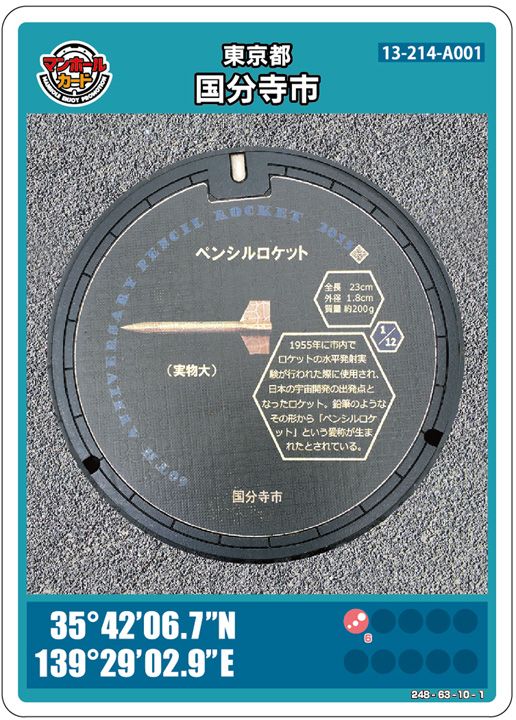 マンホール
カード
東京都
国分寺市
13-214-A001
60TH ANNIVERSARY PENCIL ROCKET 2015
ペンシルロケット
全長 23cm
外径 1.8cm
質量 約200g
1/12
(実物大)
1955年に市内で
ロケットの水平発射実
験が行われた際に使用され、
日本の宇宙開発の出発点と
なったロケット。鉛筆のような
その形から「ペンシルロケ
ット」という愛称が生ま
れたとされている。
国分寺市
35°42’06.7”N
139°29’02.9”E
6
248-63-10-1